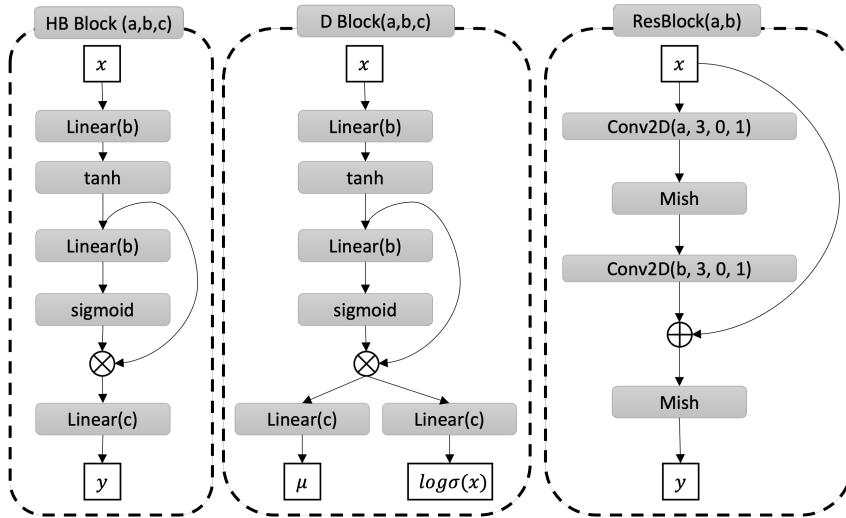 HB Block (a,b,c)
x
Linear(b)
tanh
Linear(b)
sigmoid
Linear(c)
y
D Block(a,b,c)
x
Linear(b)
tanh
Linear(b)
sigmoid
Linear(c)
Linear(c)
μ
logσ(x)
ResBlock(a,b)
x
Conv2D(a, 3, 0, 1)
Mish
Conv2D(b, 3, 0, 1)
Mish
y